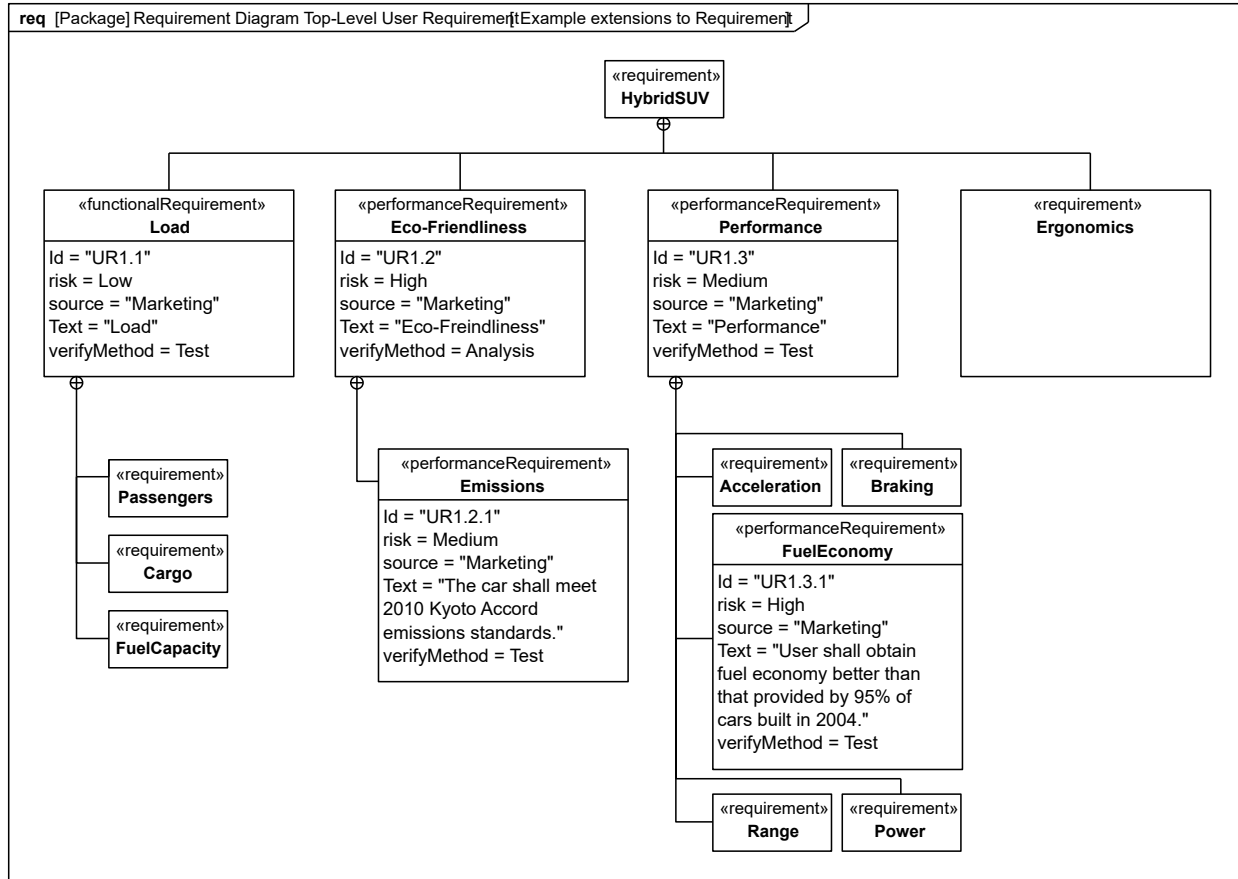 req [Package] Requirement Diagram Top-Level User Requirement[Example extensions to Requirement]
«requirement»
HybridSUV
«functionalRequirement»
Load
Id = "UR1.1"
risk = Low
source = "Marketing"
Text = "Load"
verifyMethod = Test
«performanceRequirement»
Eco-Friendliness
Id = "UR1.2"
risk = High
source = "Marketing"
Text = "Eco-Freindliness"
verifyMethod = Analysis
«performanceRequirement»
Performance
Id = "UR1.3"
risk = Medium
source = "Marketing"
Text = "Performance"
verifyMethod = Test
«requirement»
Ergonomics
«requirement»
Passengers
«requirement»
Cargo
«requirement»
FuelCapacity
«performanceRequirement»
Emissions
Id = "UR1.2.1"
risk = Medium
source = "Marketing"
Text = "The car shall meet
2010 Kyoto Accord
emissions standards."
verifyMethod = Test
«requirement»
Acceleration
«requirement»
Braking
«performanceRequirement»
FuelEconomy
Id = "UR1.3.1"
risk = High
source = "Marketing"
Text = "User shall obtain
fuel economy better than
that provided by 95% of
cars built in 2004."
verifyMethod = Test
«requirement»
Range
«requirement»
Power